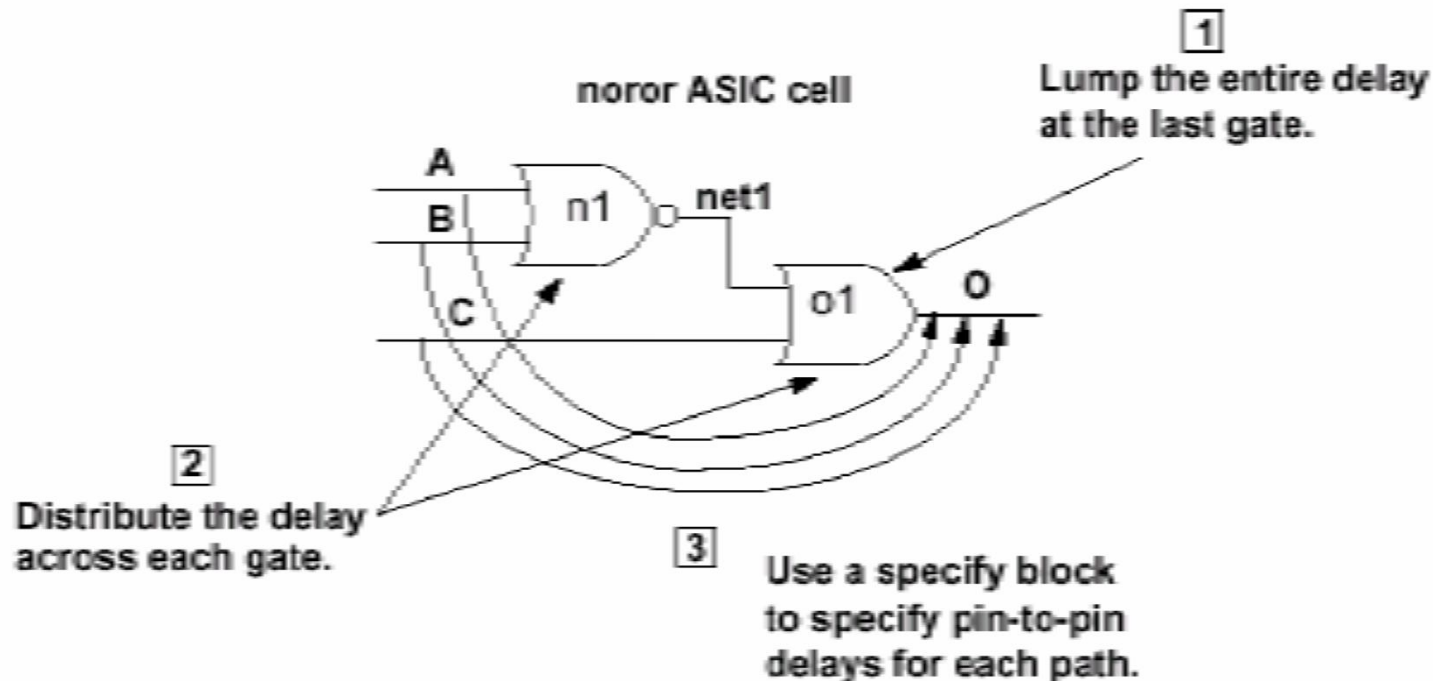 1
Lump the entire delay
at the last gate.
noror ASIC cell
A
n1
net1
B
o1
O
C
2
Distribute the delay
across each gate.
3
Use a specify block
to specify pin-to-pin
delays for each path.